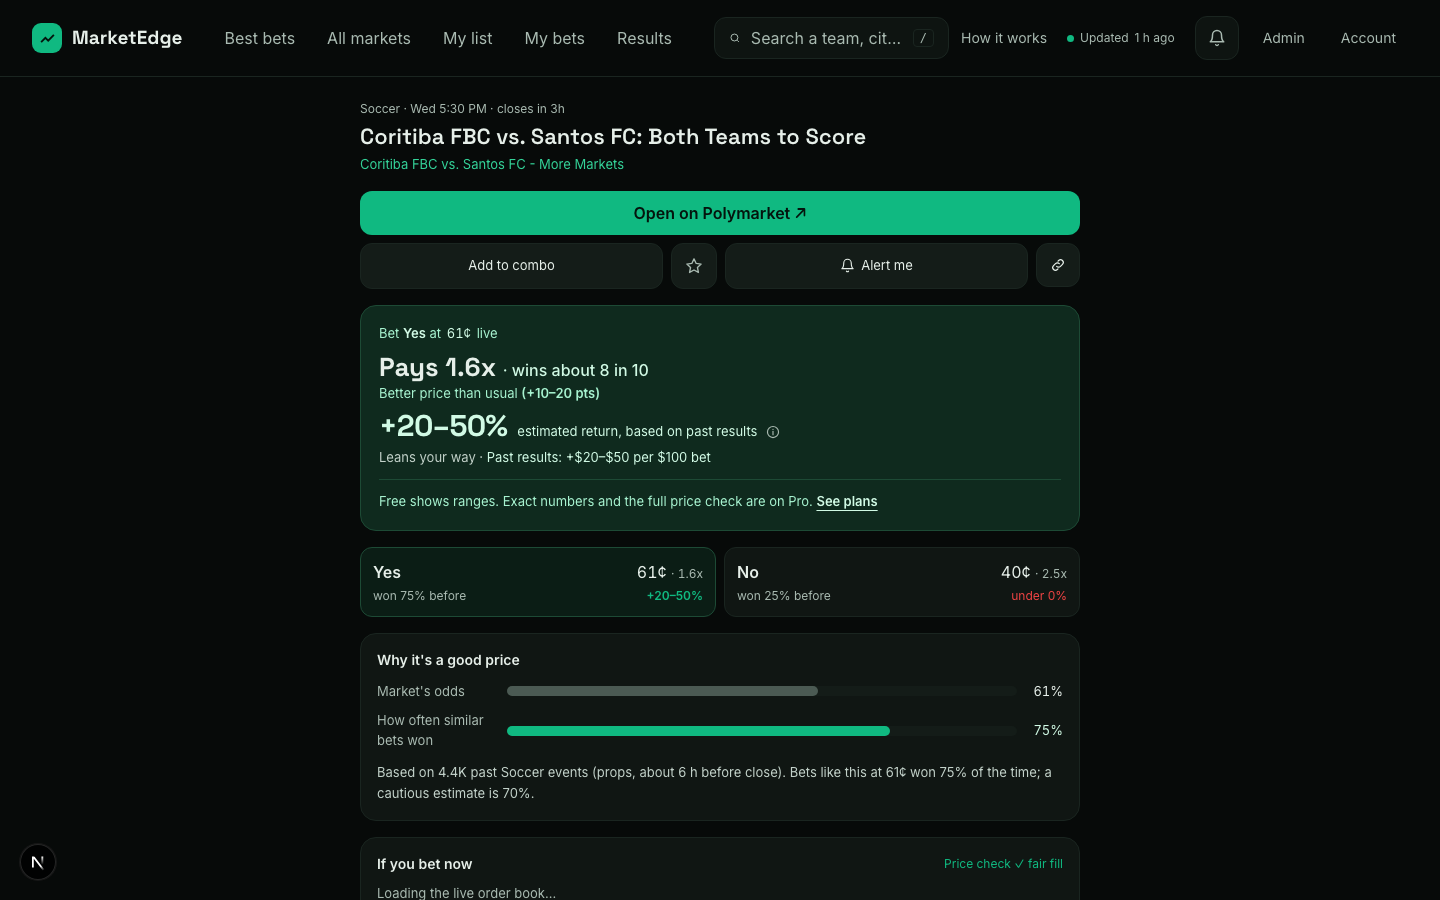 MarketEdge
Best bets
All markets
My list
My bets
Results
Search a team, cit...
/
How it works
Updated 1 h ago
Admin
Account
Soccer · Wed 5:30 PM · closes in 3h
Coritiba FBC vs. Santos FC: Both Teams to Score
Coritiba FBC vs. Santos FC - More Markets
Open on Polymarket ↗
Add to combo
Alert me
Bet Yes at 61¢ live
Pays 1.6x · wins about 8 in 10
Better price than usual (+10–20 pts)
+20–50% estimated return, based on past results
Leans your way · Past results: +$20–$50 per $100 bet
Free shows ranges. Exact numbers and the full price check are on Pro. See plans
Yes
61¢ · 1.6x
won 75% before
+20–50%
No
40¢ · 2.5x
won 25% before
under 0%
Why it's a good price
Market's odds
61%
How often similar
bets won
75%
Based on 4.4K past Soccer events (props, about 6 h before close). Bets like this at 61¢ won 75% of the time; a
cautious estimate is 70%.
If you bet now
Price check ✓ fair fill
Loading the live order book...
N